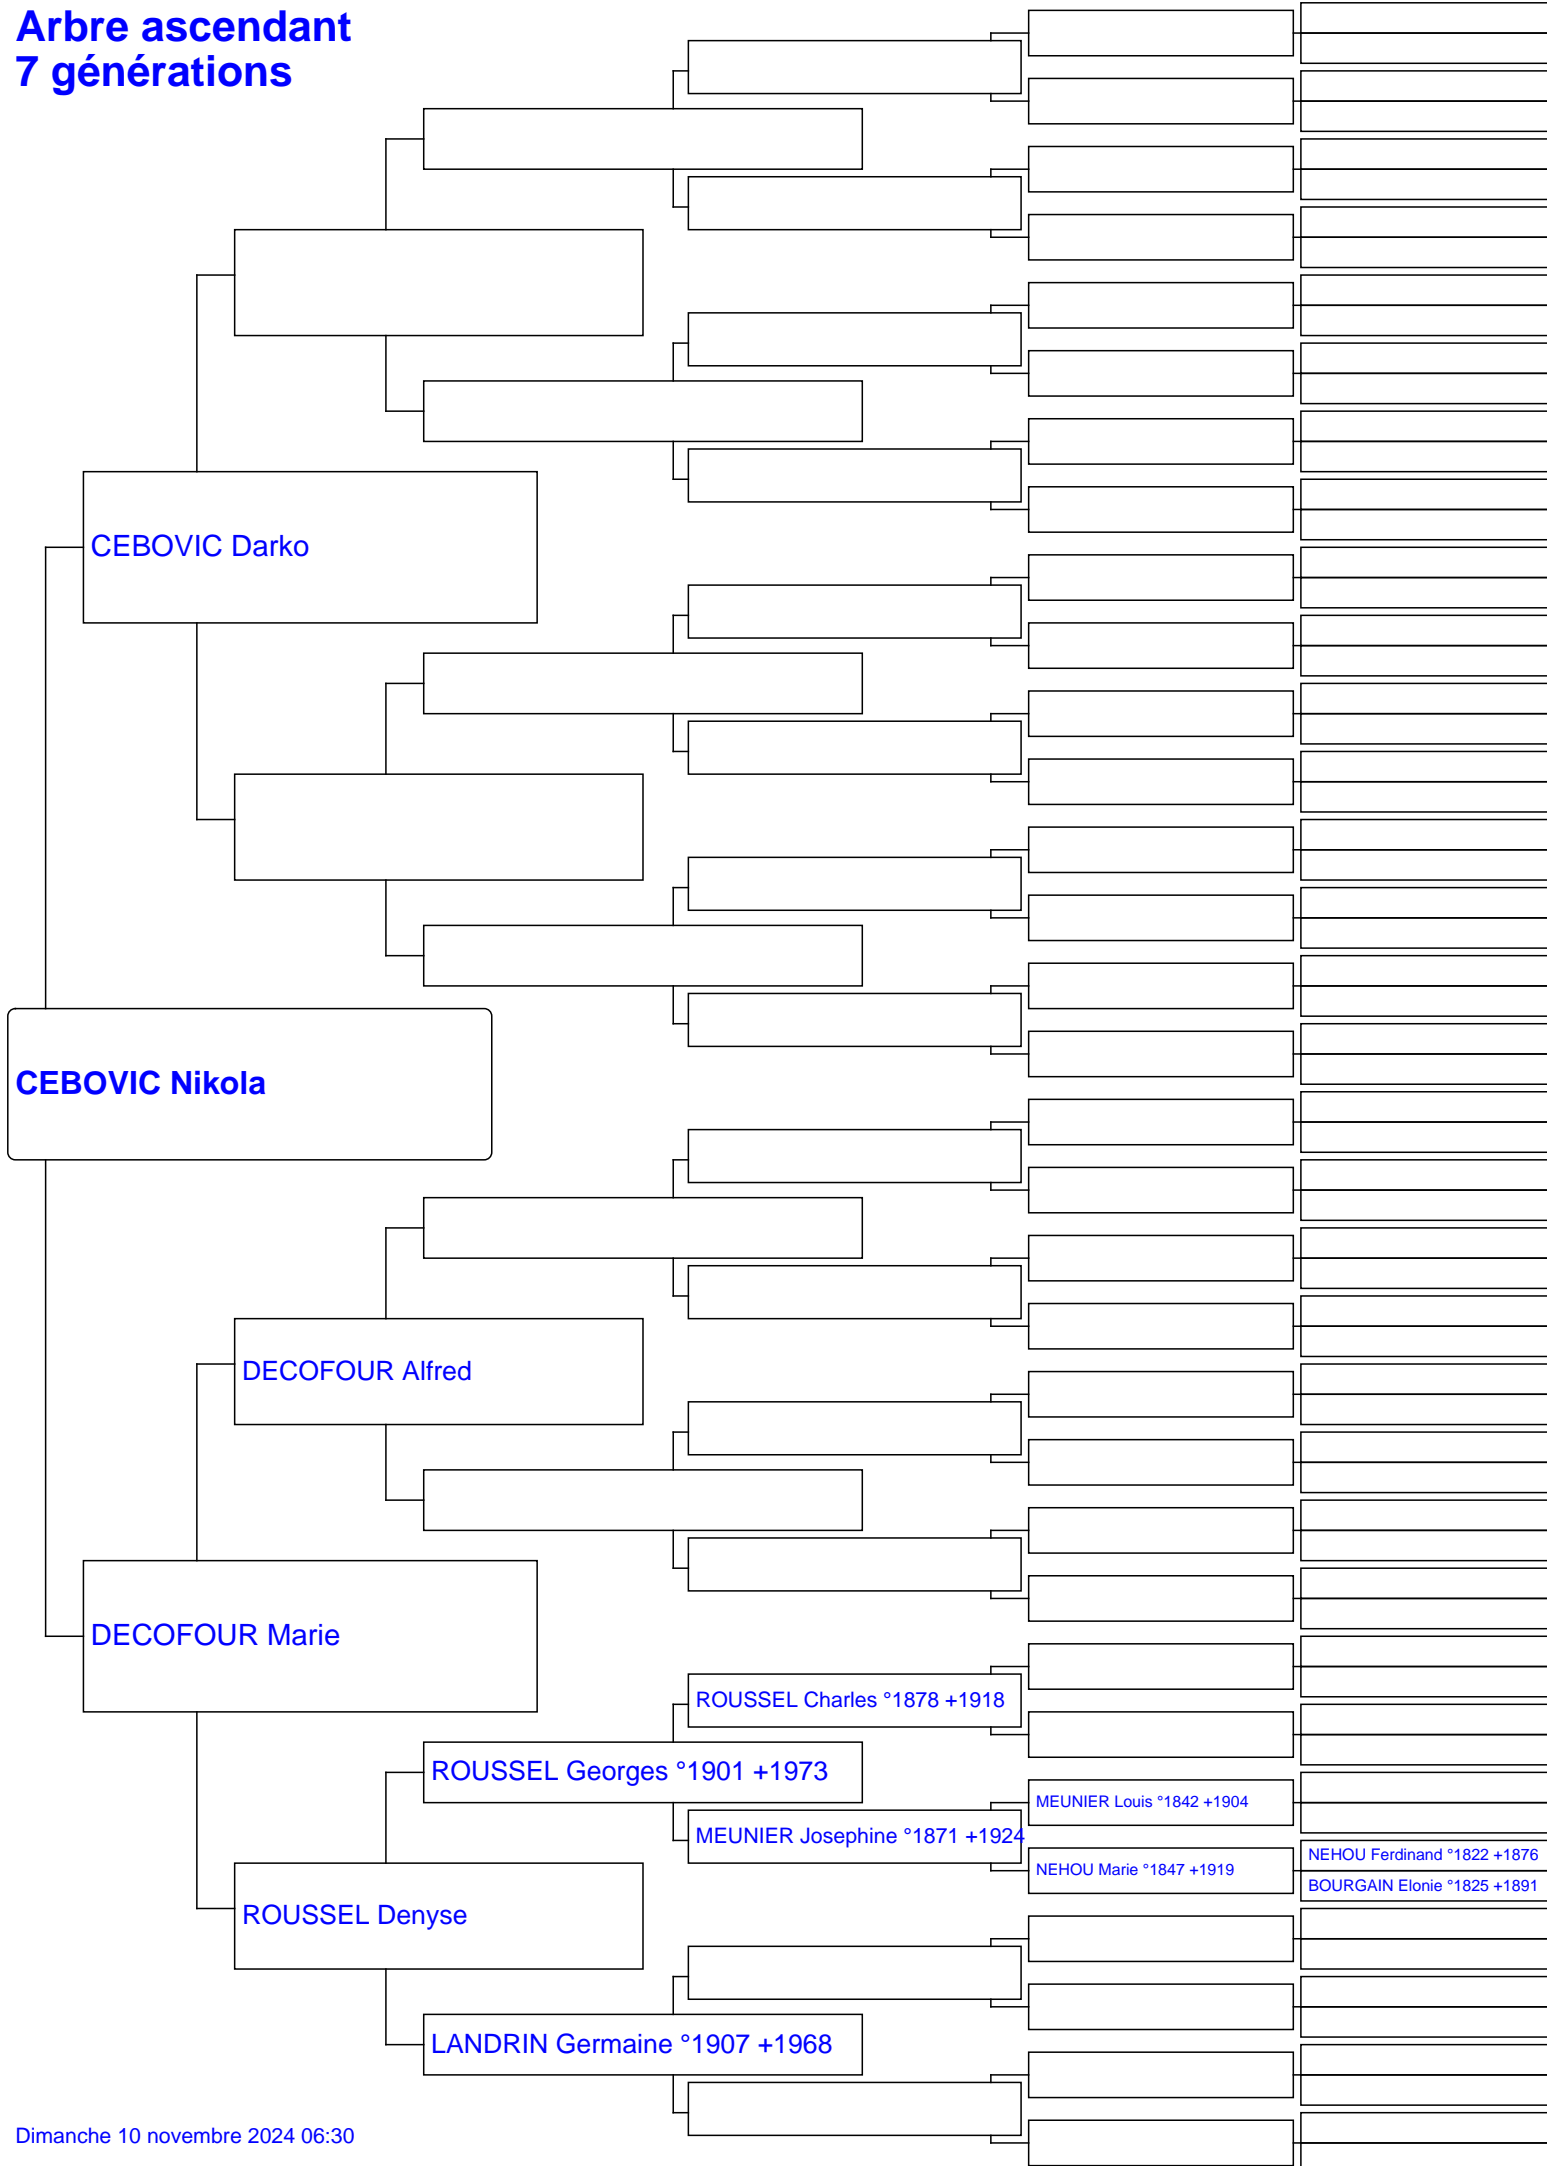 Arbre ascendant
7 générations
CEBOVIC Darko
CEBOVIC Nikola
DECOFOUR Alfred
DECOFOUR Marie
ROUSSEL Charles °1878 +1918
ROUSSEL Georges °1901 +1973
MEUNIER Louis °1842 +1904
MEUNIER Josephine °1871 +1924
NEHOU Ferdinand °1822 +1876
NEHOU Marie °1847 +1919
BOURGAIN Elonie °1825 +1891
ROUSSEL Denyse
LANDRIN Germaine °1907 +1968
Dimanche 10 novembre 2024 06:30